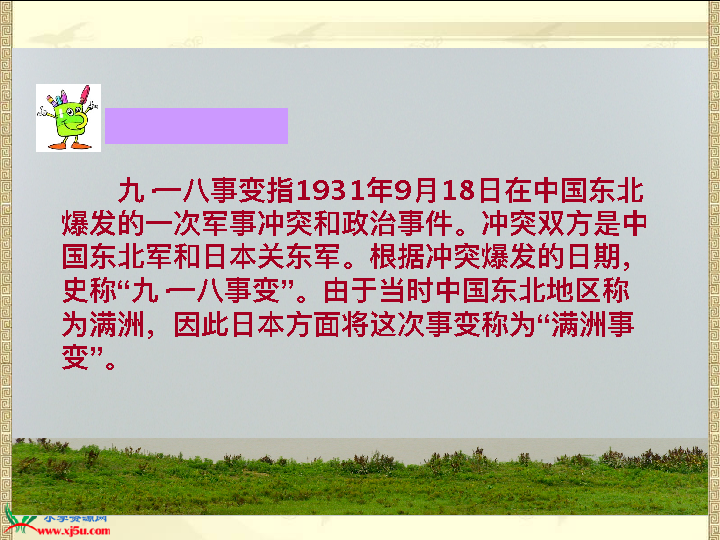 九·一八事变指1931年9月18日在中国东北
爆发的一次军事冲突和政治事件。冲突双方是中
国东北军和日本关东军。根据冲突爆发的日期，
史称“九·一八事变”。由于当时中国东北地区称
为满洲，因此日本方面将这次事变称为“满洲事
变”。
www.xj5u.com